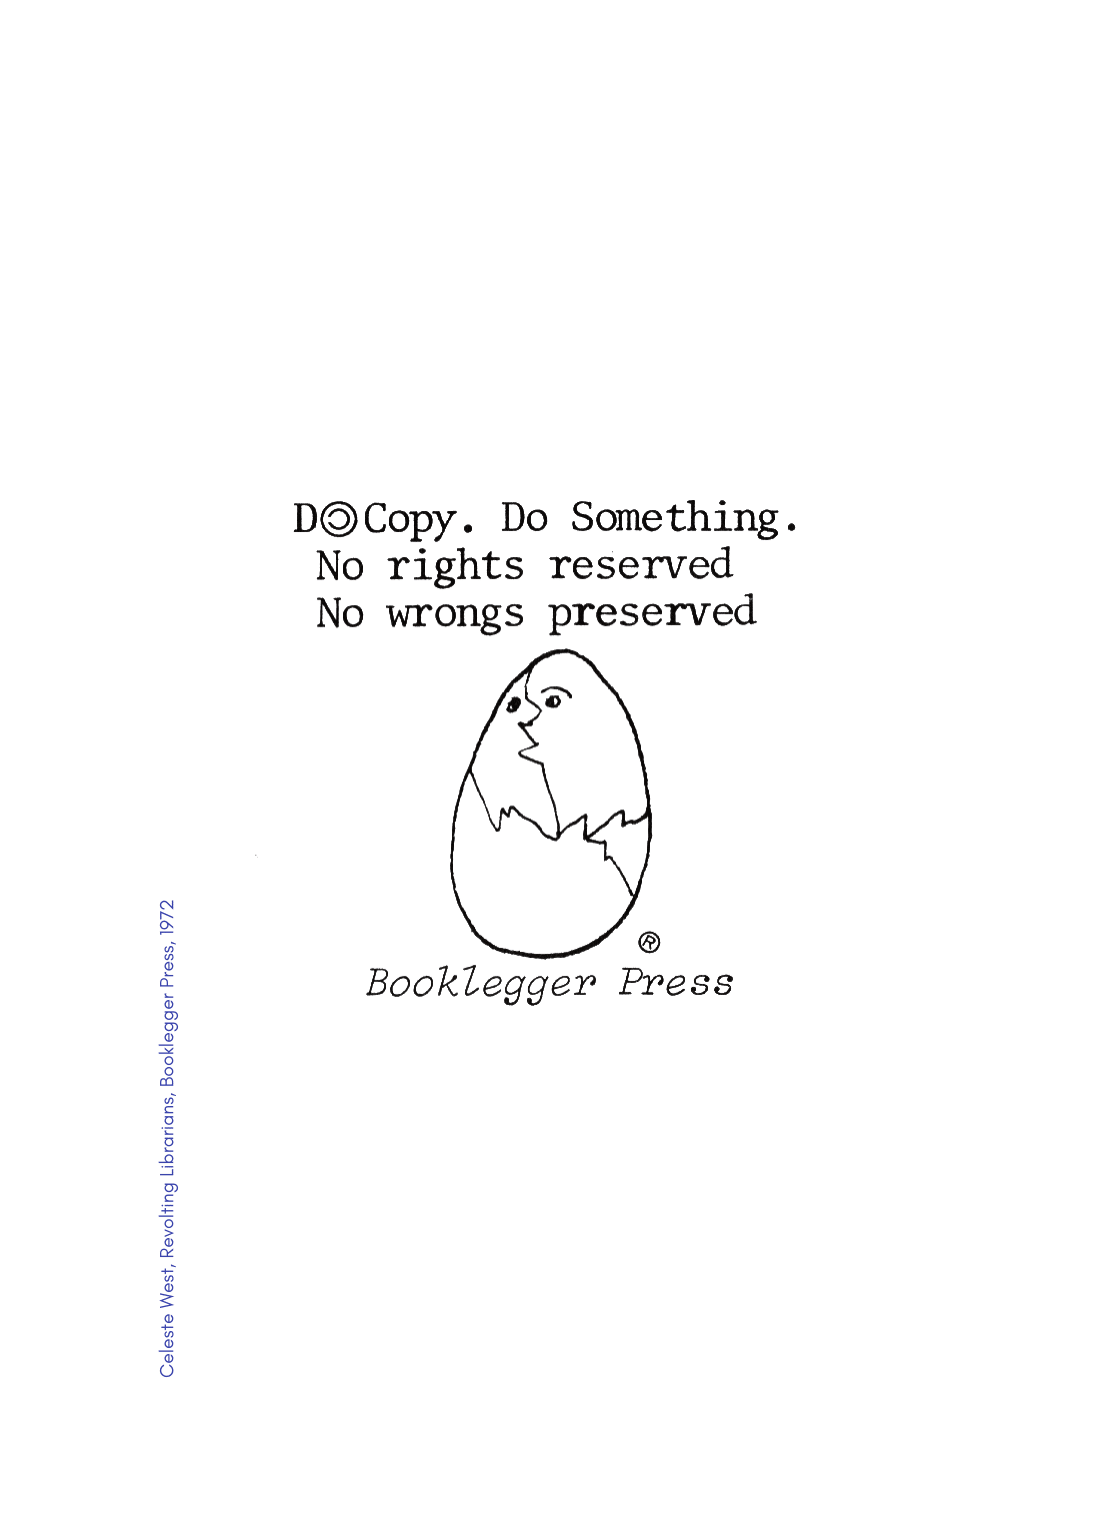 D🄯Copy. Do Something.
No rights reserved
No wrongs preserved
®
Booklegger Press
Celeste West, Revolting Librarians, Booklegger Press, 1972